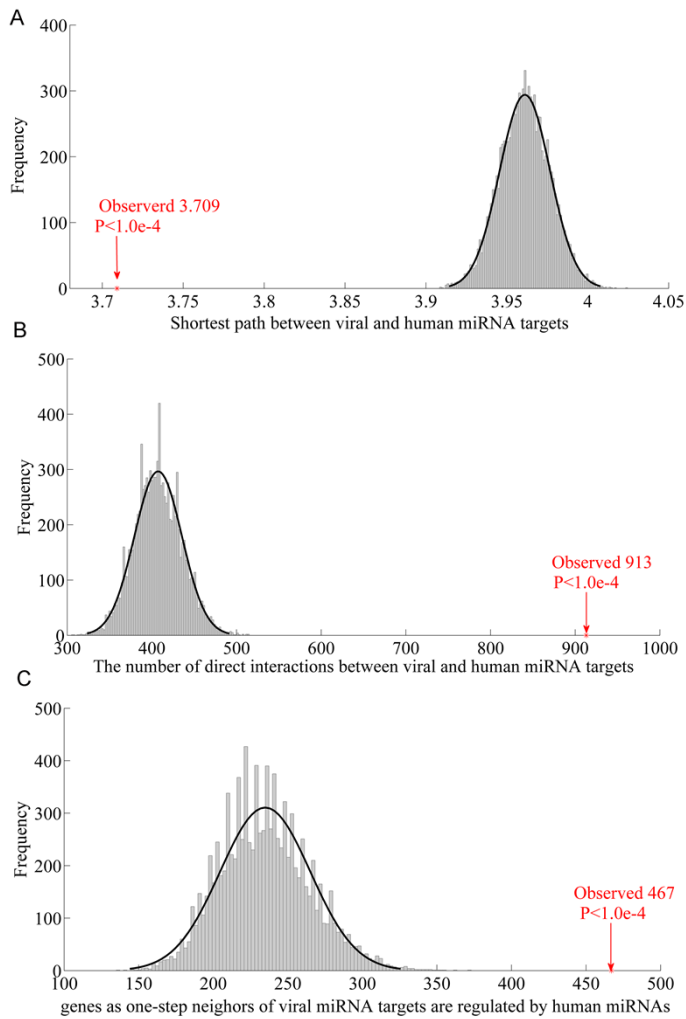 A
400
300
200
100
0
Frequency
Observerd 3.709
P<1.0e-4
3.7 3.75 3.8 3.85 3.9 3.95 4 4.05
Shortest path between viral and human miRNA targets
B
500
400
300
200
100
0
Frequency
Observed 913
P<1.0e-4
300 400 500 600 700 800 900 1000
The number of direct interactions between viral and human miRNA targets
C
500
400
300
200
100
0
Frequency
Observed 467
P<1.0e-4
100 150 200 250 300 350 400 450 500
genes as one-step neighors of viral miRNA targets are regulated by human miRNAs